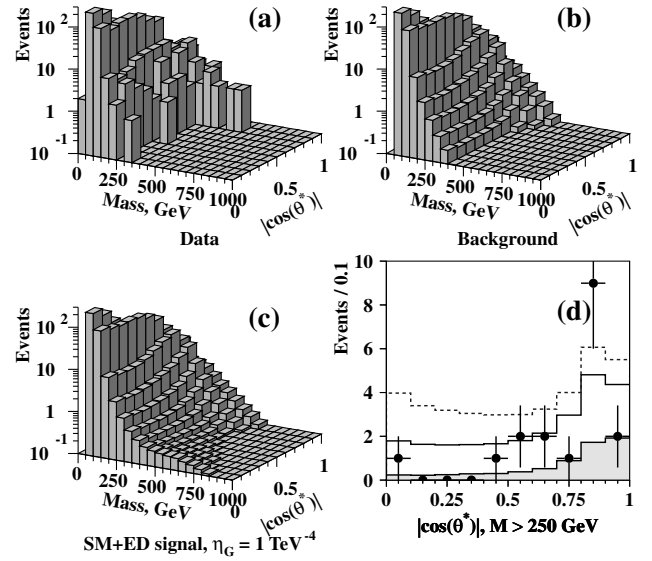 (a)
Events
10^2
10
1
10^-1
0
250
500
750
1000
0
0.5
1
Mass, GeV
|cos(θ*)|
Data
(b)
Events
10^2
10
1
10^-1
0
250
500
750
1000
0
0.5
1
Mass, GeV
|cos(θ*)|
Background
(c)
Events
10^2
10
1
10^-1
0
250
500
750
1000
0
0.5
1
Mass, GeV
|cos(θ*)|
SM+ED signal, η_G = 1 TeV^-4
(d)
Events / 0.1
10
8
6
4
2
0
0 0.25 0.5 0.75 1
|cos(θ*)|, M > 250 GeV